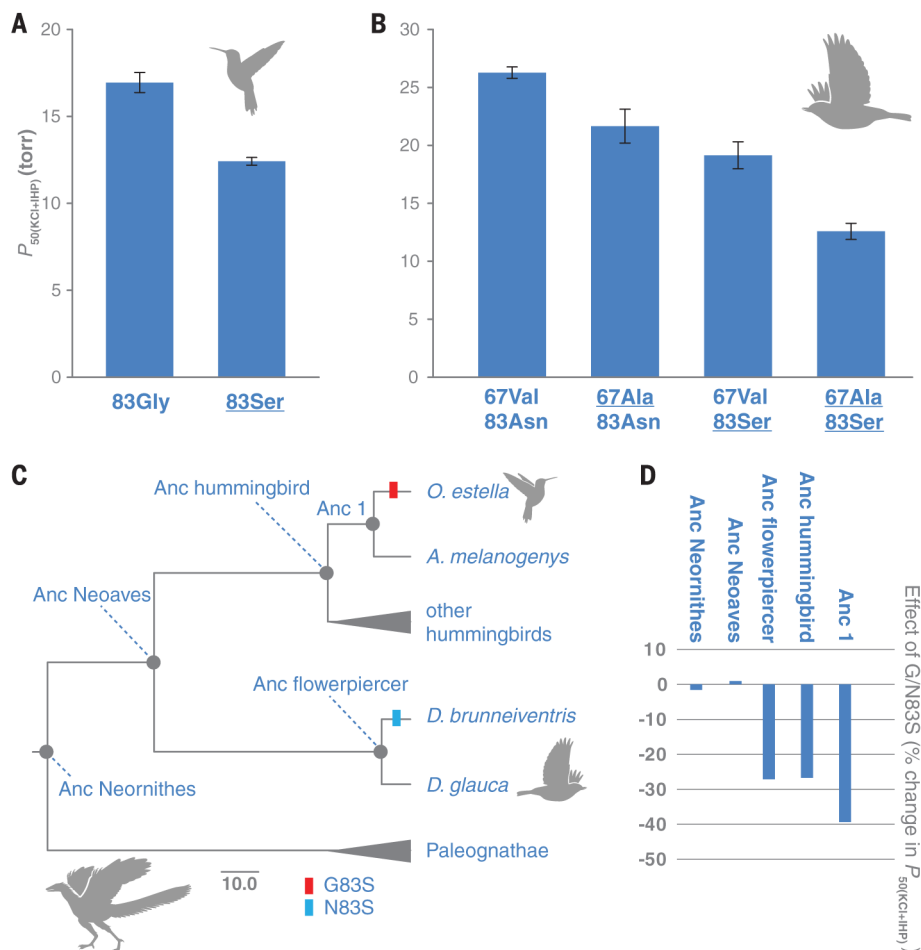 A
P50(KCl+IHP) (torr)
20
15
10
5
0
83Gly
83Ser
B
30
25
20
15
10
5
0
67Val
83Asn
67Ala
83Asn
67Val
83Ser
67Ala
83Ser
C
Anc hummingbird
Anc 1
O. estella
A. melanogenys
other
hummingbirds
Anc Neoaves
Anc flowerpiercer
D. brunneiventris
D. glauca
Anc Neornithes
Paleognathae
10.0
G83S
N83S
D
Anc Neornithes
Anc Neoaves
Anc flowerpiercer
Anc hummingbird
Anc 1
10
0
-10
-20
-30
-40
-50
Effect of G/N83S (% change in P50(KCl+IHP)